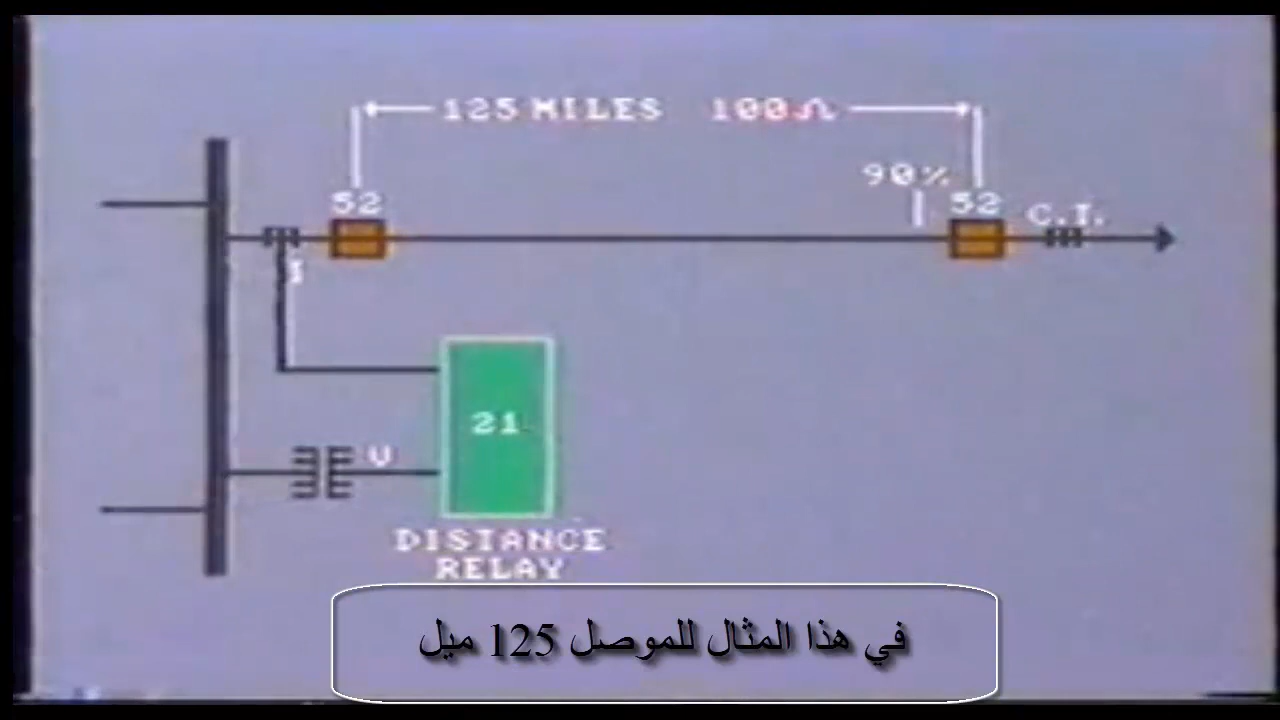 125 MILES 100Ω
90%
52
52
C.T.
I
21
V
DISTANCE
RELAY
في هذا المثال للموصل 125 ميل